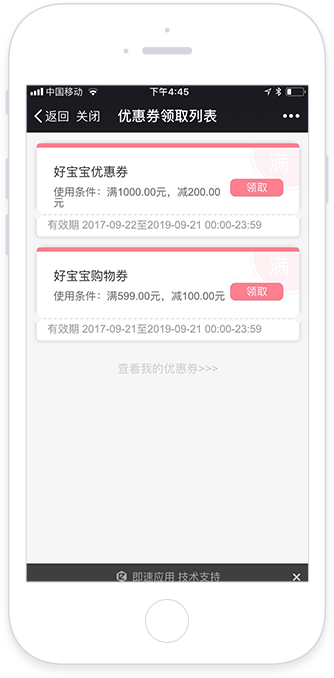 中国移动 下午4:45
返回 关闭 优惠券领取列表
满
好宝宝优惠券
使用条件：满1000.00元，减200.00
元
领取
有效期 2017-09-22至2019-09-21 00:00-23:59
满
好宝宝购物券
使用条件：满599.00元，减100.00元
领取
有效期 2017-09-21至2019-09-21 00:00-23:59
查看我的优惠券>>>
即速应用 技术支持